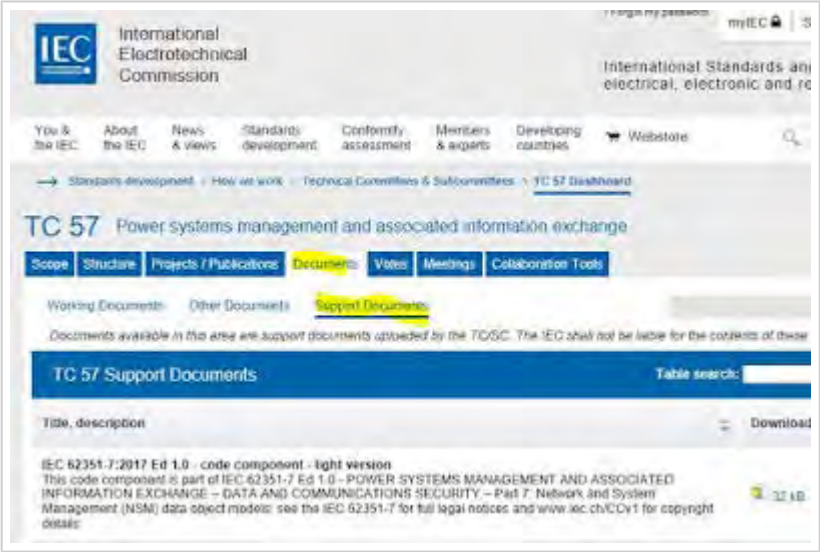 I forgot my password
myIEC
S
IEC
International
Electrotechnical
Commission
International Standards an
electrical, electronic and re
You & the IEC
About the IEC
News & views
Standards development
Conformity assessment
Members & experts
Developing countries
Webstore
Standards development › How we work › Technical Committees & Subcommittees › TC 57 Dashboard
TC 57 Power systems management and associated information exchange
Scope Structure Projects / Publications Documents Votes Meetings Collaboration Tools
Working Documents Other Documents Support Documents
Documents available in this area are support documents uploaded by the TC/SC. The IEC shall not be liable for the contents of these
TC 57 Support Documents Table search:
Title, description Download
IEC 62351-7:2017 Ed 1.0 - code component - light version
This code component is part of IEC 62351-7 Ed 1.0 - POWER SYSTEMS MANAGEMENT AND ASSOCIATED
INFORMATION EXCHANGE – DATA AND COMMUNICATIONS SECURITY – Part 7: Network and System
Management (NSM) data object models: see the IEC 62351-7 for full legal notices and www.iec.ch/CCv1 for copyright
details
32 kB